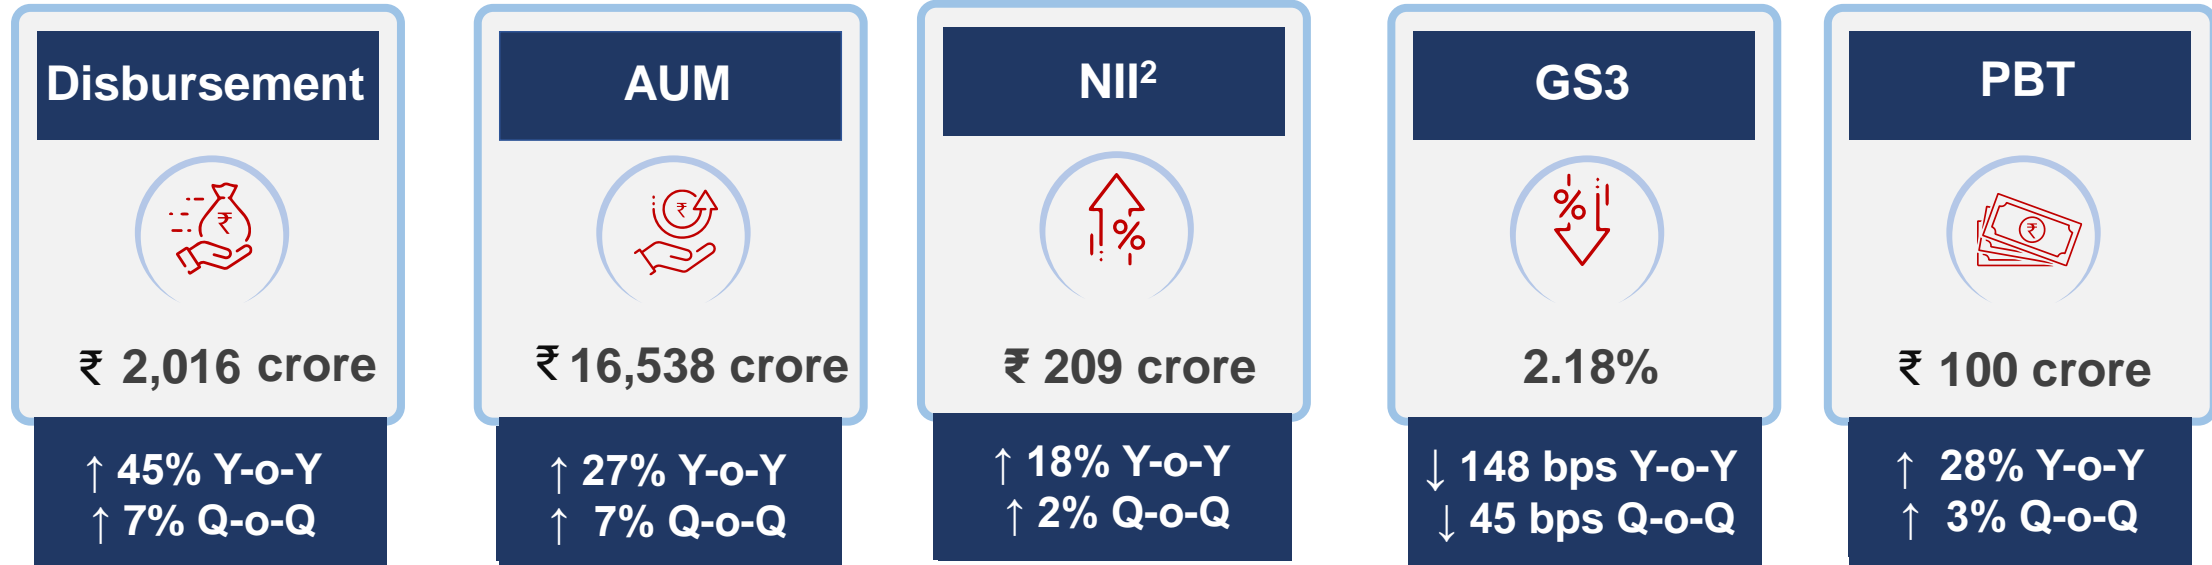 Disbursement
₹
₹ 2,016 crore
↑ 45% Y-o-Y
↑ 7% Q-o-Q
AUM
₹
₹ 16,538 crore
↑ 27% Y-o-Y
↑ 7% Q-o-Q
NII²
%
₹ 209 crore
↑ 18% Y-o-Y
↑ 2% Q-o-Q
GS3
%
2.18%
↓ 148 bps Y-o-Y
↓ 45 bps Q-o-Q
PBT
₹
₹ 100 crore
↑ 28% Y-o-Y
↑ 3% Q-o-Q